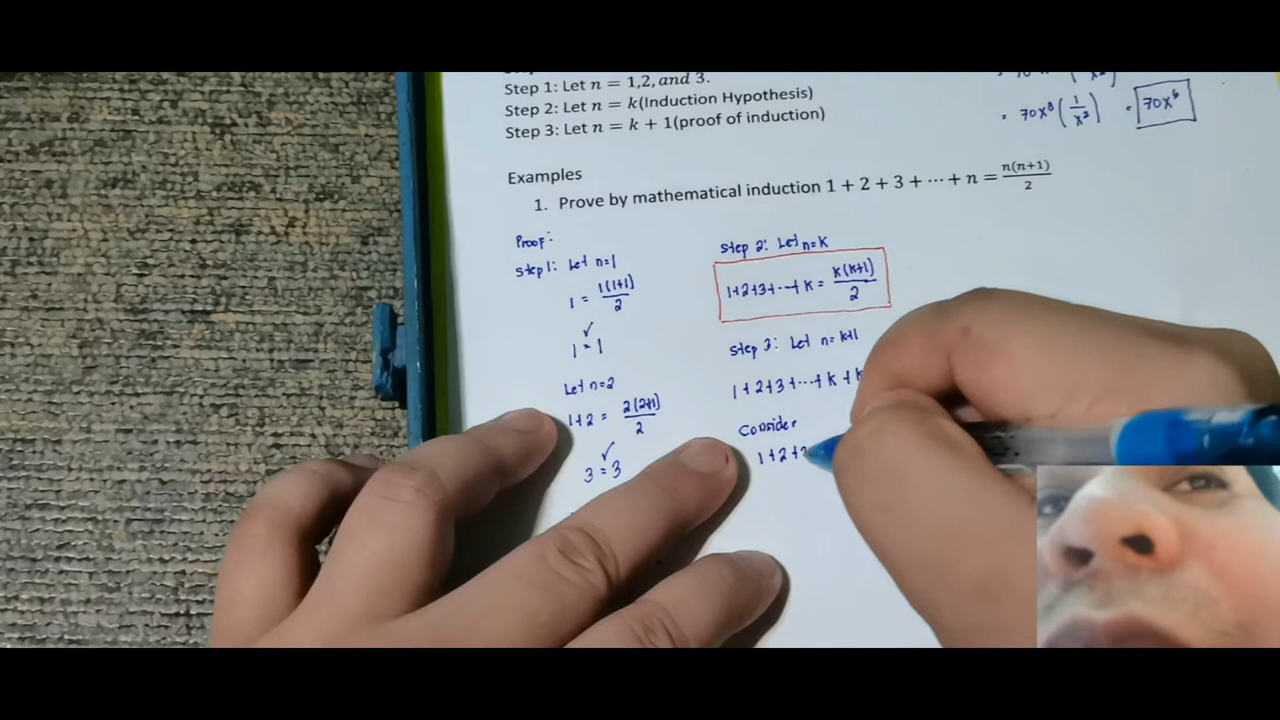 Step 1: Let n = 1,2, and 3.
Step 2: Let n = k(Induction Hypothesis)
Step 3: Let n = k + 1(proof of induction)
= 70x⁸ (1/x²) = 70x⁶
Examples
1. Prove by mathematical induction 1 + 2 + 3 + ⋯ + n = n(n+1)/2
Proof:
Step 1: Let n=1
1 = 1(1+1)/2
1 = 1 ✓
Let n=2
1+2 = 2(2+1)/2
3 = 3 ✓
Step 2: Let n=k
1+2+3+...+k = k(k+1)/2
Step 3: Let n=k+1
1+2+3+...+k+k
Consider
1+2+